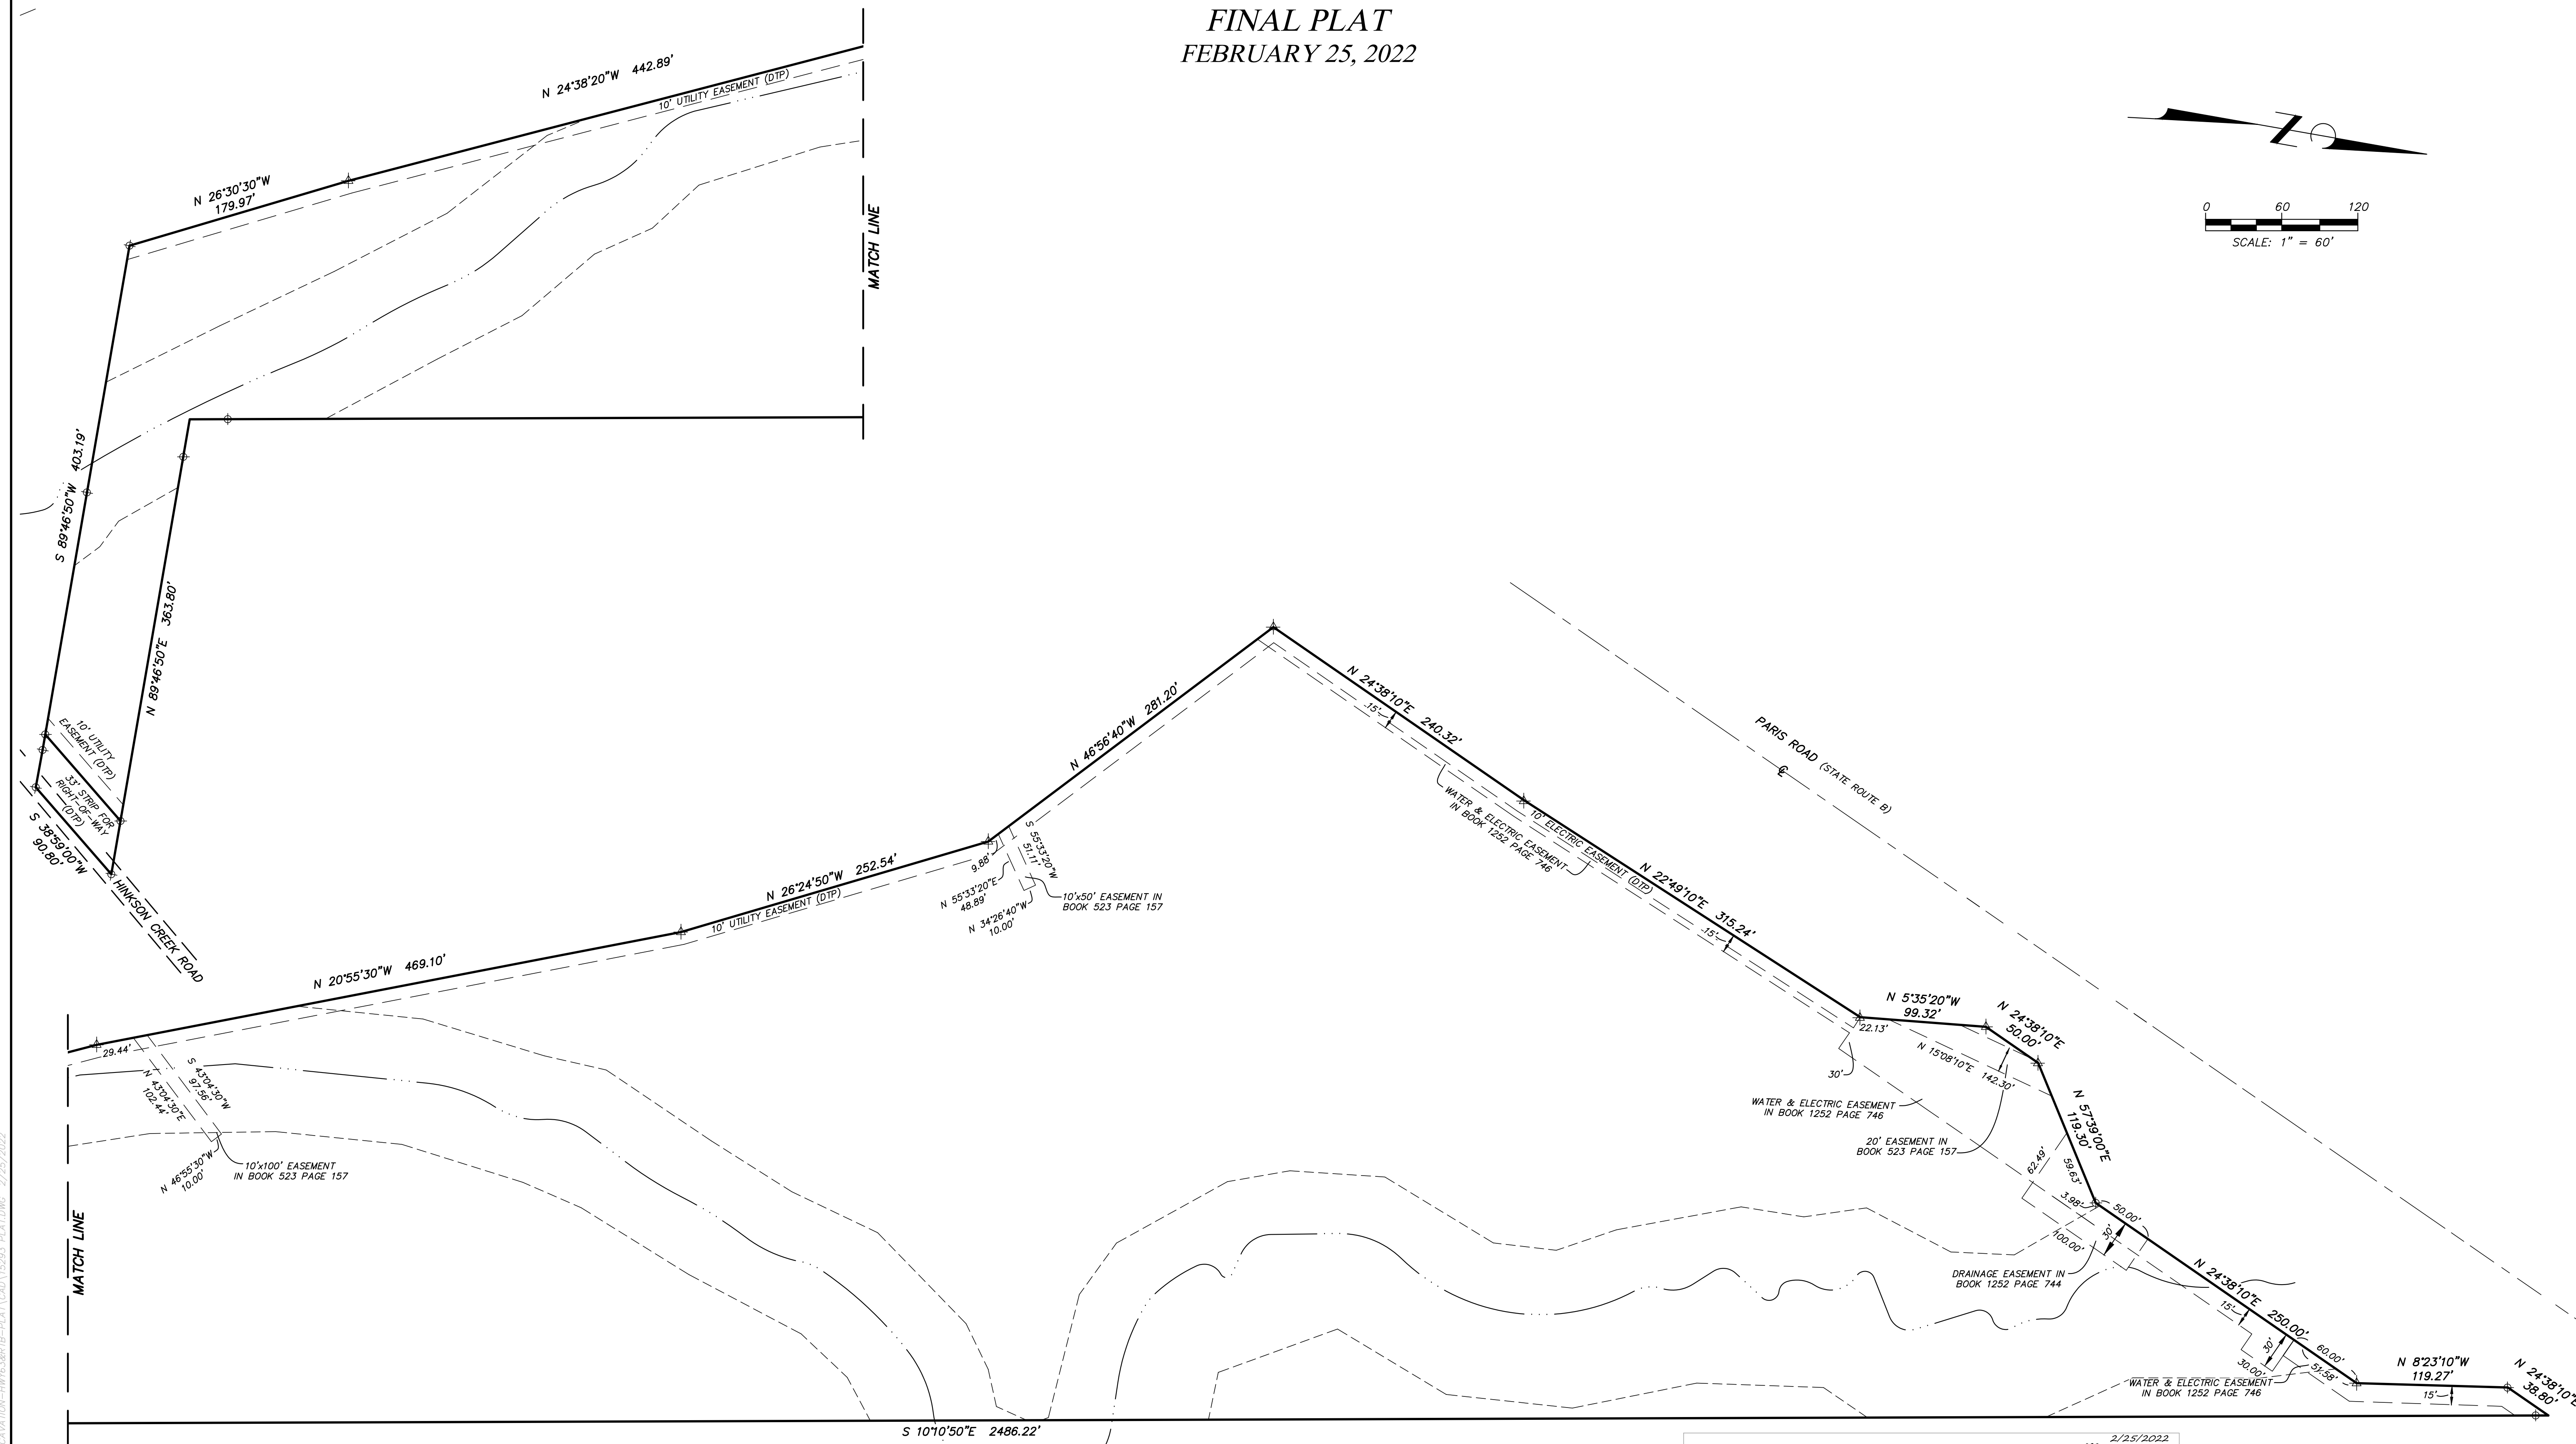 FINAL PLAT
FEBRUARY 25, 2022
0 60 120
SCALE: 1" = 60'
N 24°38'20"W 442.89'
10' UTILITY EASEMENT (DTP)
N 26°30'30"W
179.97'
MATCH LINE
S 89°46'50"W 403.19'
N 89°46'50"E 363.80'
10' UTILITY
EASEMENT (DTP)
33' STRIP FOR
RIGHT-OF-WAY
(DTP)
S 38°59'00"W
90.80'
HINKSON CREEK ROAD
N 46°56'40"W 281.20'
N 24°38'10"E 240.32'
15'
PARIS ROAD (STATE ROUTE B)
℄
WATER & ELECTRIC EASEMENT
IN BOOK 1252 PAGE 746
10' ELECTRIC EASEMENT (DTP)
N 22°49'10"E 315.24'
15'
N 26°24'50"W 252.54'
10' UTILITY EASEMENT (DTP)
9.88'
S 55°33'20"W
51.11'
N 55°33'20"E
48.89'
N 34°26'40"W
10.00'
10'x50' EASEMENT IN
BOOK 523 PAGE 157
N 20°55'30"W 469.10'
29.44'
S 43°04'30"W
97.56'
N 43°04'30"E
102.44'
N 46°55'30"W
10.00'
10'x100' EASEMENT
IN BOOK 523 PAGE 157
MATCH LINE
N 5°35'20"W
99.32'
22.13'
N 24°38'10"E
50.00'
N 15°08'10"E 142.30'
30'
WATER & ELECTRIC EASEMENT
IN BOOK 1252 PAGE 746
20' EASEMENT IN
BOOK 523 PAGE 157
N 57°39'00"E
119.30'
62.49'
59.63'
3.98'
50.00'
30'
100.00'
DRAINAGE EASEMENT IN
BOOK 1252 PAGE 744
N 24°38'10"E 250.00'
15'
30'
30.00'
60.00'
51.58'
WATER & ELECTRIC EASEMENT
IN BOOK 1252 PAGE 746
N 8°23'10"W
119.27'
15'
N 24°38'10"E
38.80'
S 10°10'50"E 2486.22'
2/25/2022